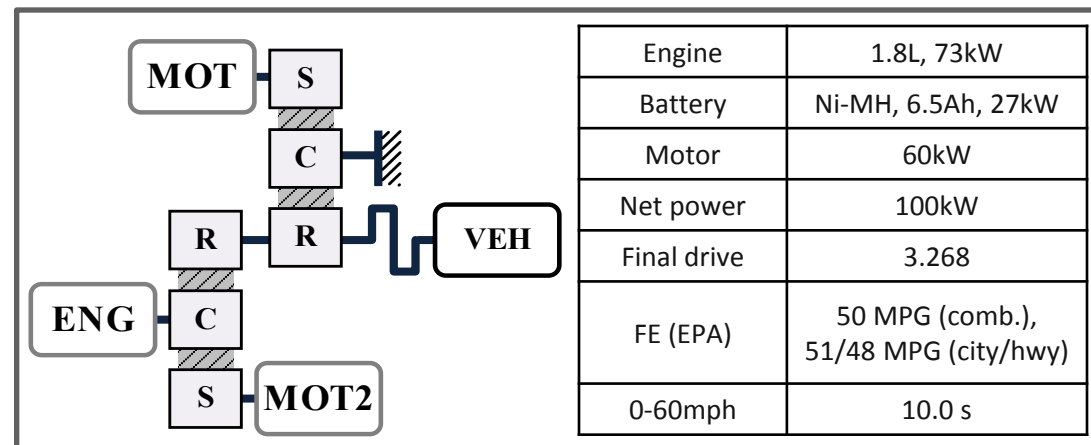 MOT
S
C
R
R
VEH
ENG
C
S
MOT2
Engine
1.8L, 73kW
Battery
Ni-MH, 6.5Ah, 27kW
Motor
60kW
Net power
100kW
Final drive
3.268
FE (EPA)
50 MPG (comb.),
51/48 MPG (city/hwy)
0-60mph
10.0 s